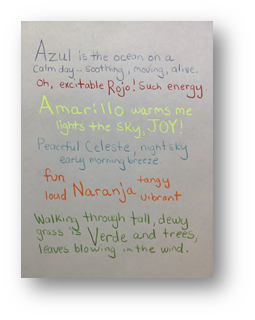 Azul is the ocean on a
calm day-- soothing, moving, alive.
Oh, excitable Rojo! Such energy.
Amarillo warms me
lights the sky, JOY!
Peaceful Celeste, night sky
early morning breeze.
fun tangy
loud Naranja vibrant
Walking through tall, dewy
grass is Verde and trees,
leaves blowing in the wind.